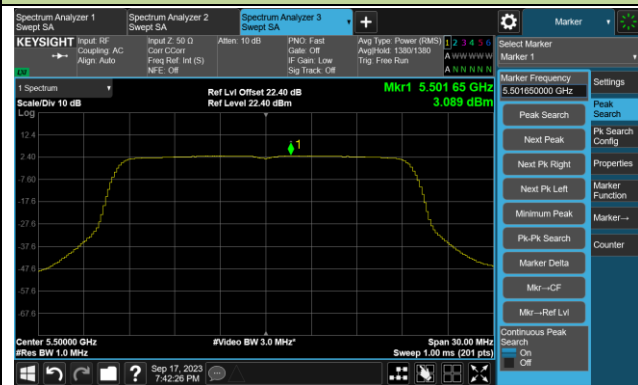 Spectrum Analyzer 1
Swept SA
Spectrum Analyzer 2
Swept SA
Spectrum Analyzer 3
Swept SA
Marker
KEYSIGHT
Input: RF
Coupling: AC
Align: Auto
Input Z: 50 Ω
Corr CCorr
Freq Ref: Int (S)
NFE: Off
Atten: 10 dB
PNO: Fast
Gate: Off
IF Gain: Low
Sig Track: Off
Avg Type: Power (RMS)
Avg|Hold: 1380/1380
Trig: Free Run
1 2 3 4 5 6
A W W W W W
A N N N N N
Select Marker
Marker 1
LXI
1 Spectrum
Scale/Div 10 dB
Ref Lvl Offset 22.40 dB
Ref Level 22.40 dBm
Mkr1 5.501 65 GHz
3.089 dBm
Log
12.4
2.40
-7.60
-17.6
-27.6
-37.6
-47.6
-57.6
-67.6
1
Center 5.50000 GHz
#Res BW 1.0 MHz
#Video BW 3.0 MHz*
Span 30.00 MHz
Sweep 1.00 ms (201 pts)
Marker Frequency
5.501650000 GHz
Peak Search
Next Peak
Next Pk Right
Next Pk Left
Minimum Peak
Pk-Pk Search
Marker Delta
Mkr→CF
Mkr→Ref Lvl
Continuous Peak
Search
On
Off
Settings
Peak
Search
Pk Search
Config
Properties
Marker
Function
Marker→
Counter
Sep 17, 2023
7:42:26 PM